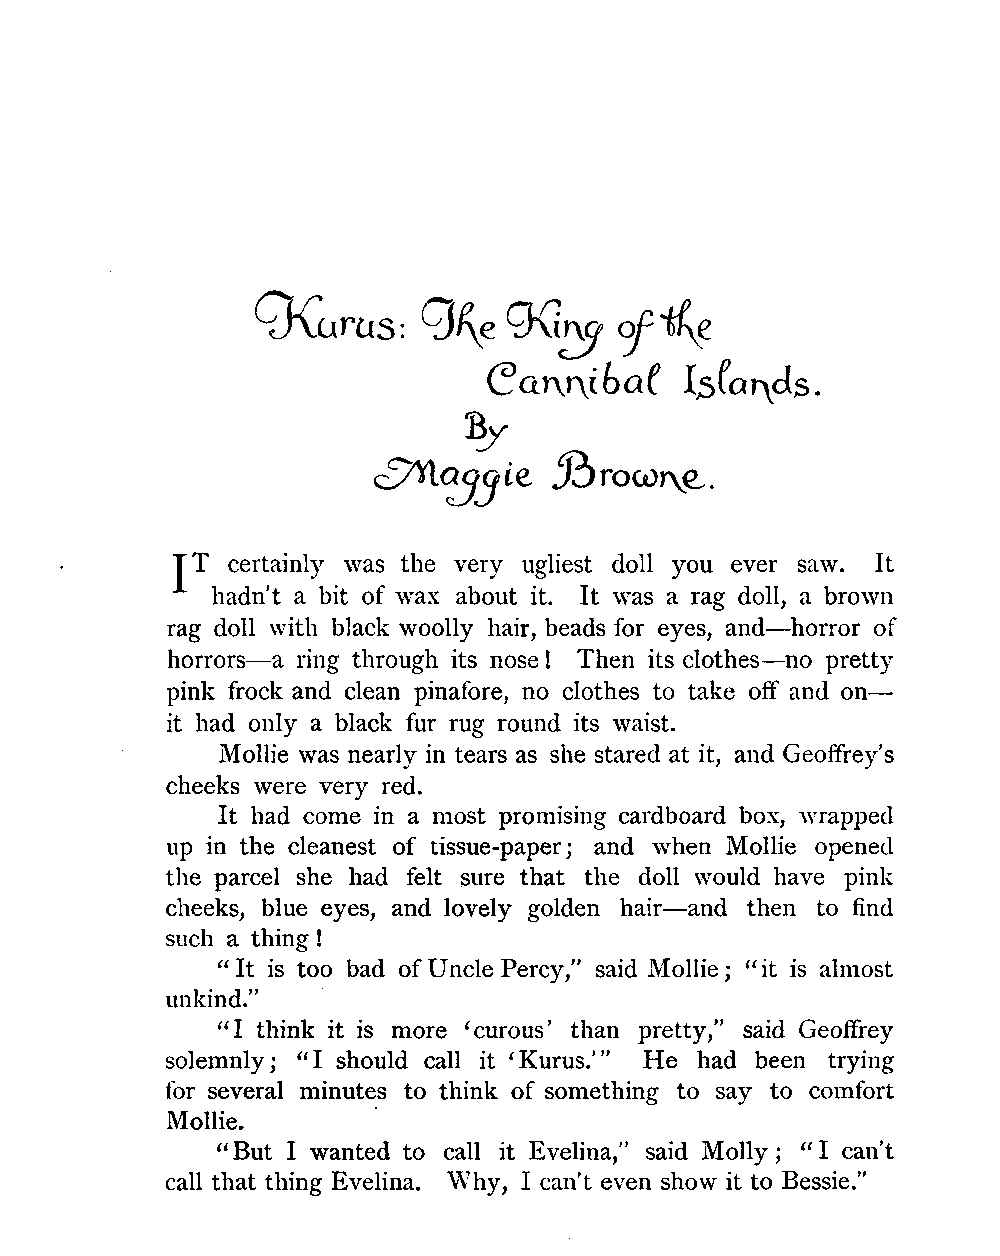 Kurus: The King of the
Cannibal Islands.
By
Maggie Browne.
IT certainly was the very ugliest doll you ever saw. It
hadn't a bit of wax about it. It was a rag doll, a brown
rag doll with black woolly hair, beads for eyes, and—horror of
horrors—a ring through its nose! Then its clothes—no pretty
pink frock and clean pinafore, no clothes to take off and on—
it had only a black fur rug round its waist.
Mollie was nearly in tears as she stared at it, and Geoffrey's
cheeks were very red.
It had come in a most promising cardboard box, wrapped
up in the cleanest of tissue-paper; and when Mollie opened
the parcel she had felt sure that the doll would have pink
cheeks, blue eyes, and lovely golden hair—and then to find
such a thing!
"It is too bad of Uncle Percy," said Mollie; "it is almost
unkind."
"I think it is more 'curous' than pretty," said Geoffrey
solemnly; "I should call it 'Kurus.'" He had been trying
for several minutes to think of something to say to comfort
Mollie.
"But I wanted to call it Evelina," said Molly; "I can't
call that thing Evelina. Why, I can't even show it to Bessie."